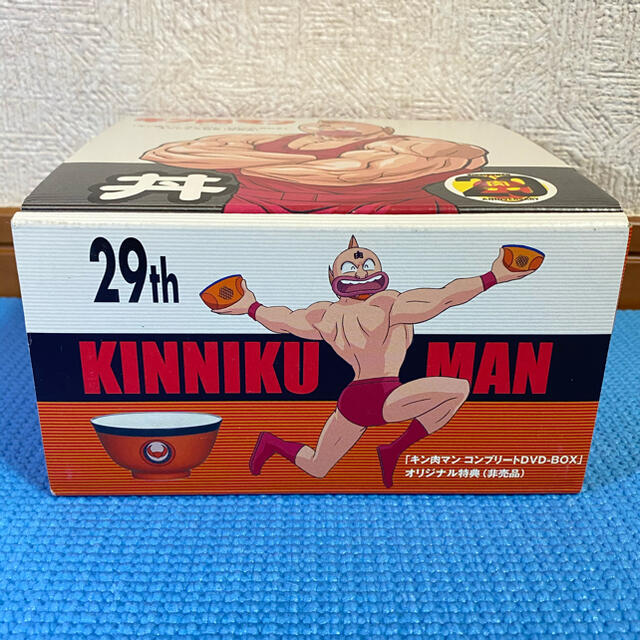 丼
29th
肉
KINNIKU MAN
「キン肉マン コンプリートDVD-BOX」
オリジナル特典(非売品)